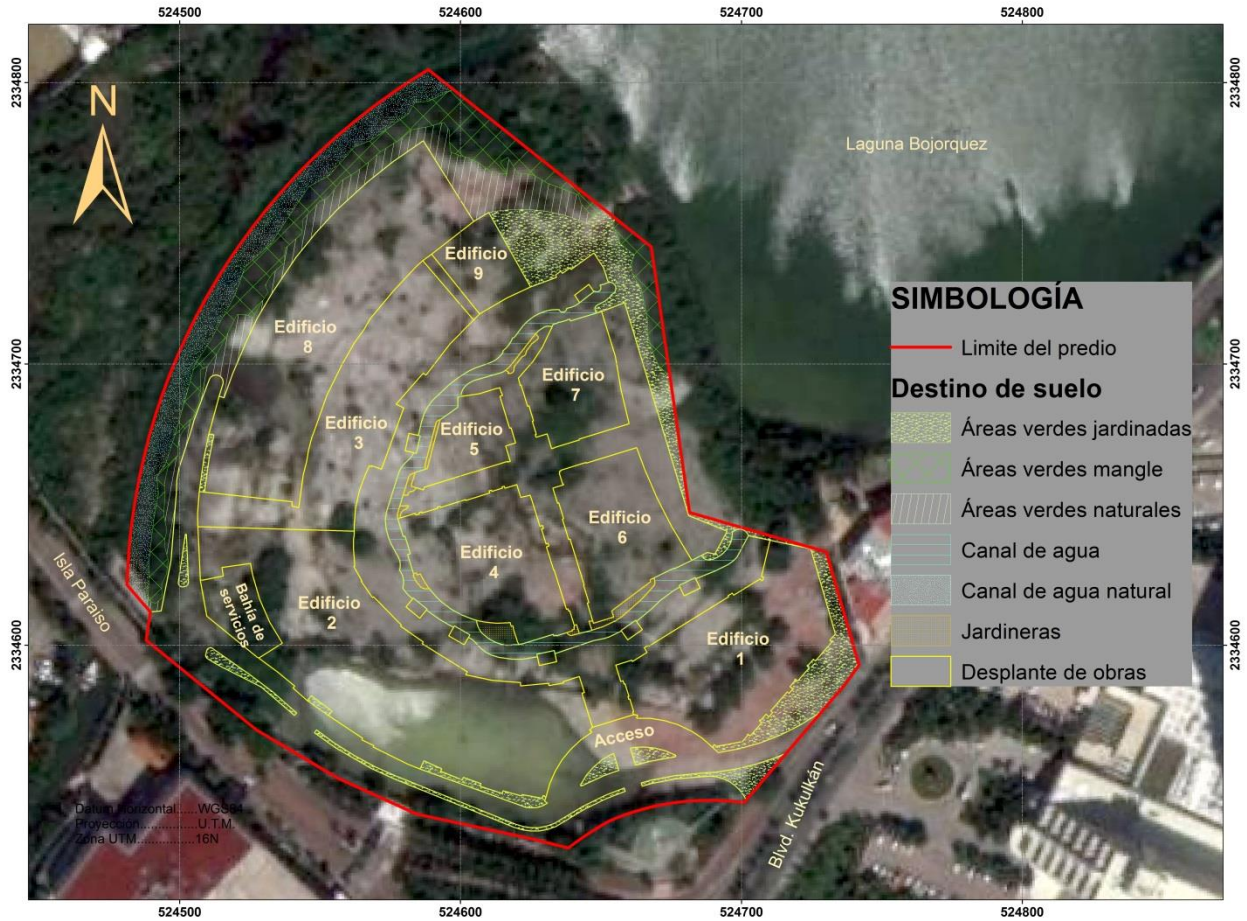 524500 524600 524700 524800
2334800 2334800
N
Laguna Bojorquez
Edificio
9
SIMBOLOGÍA
Limite del predio
Destino de suelo
Áreas verdes jardinadas
Áreas verdes mangle
Áreas verdes naturales
Canal de agua
Canal de agua natural
Jardineras
Desplante de obras
Edificio
8
2334700 2334700
Edificio
7
Edificio
3
Edificio
5
Edificio
6
Edificio
4
Isla Paraiso
Bahía de
servicios
Edificio
2
2334600 2334600
Edificio
1
Acceso
Blvd. Kukulkán
Datum Horizontal.....WGS84
Proyección...............U.T.M.
Zona UTM...............16N
524500 524600 524700 524800